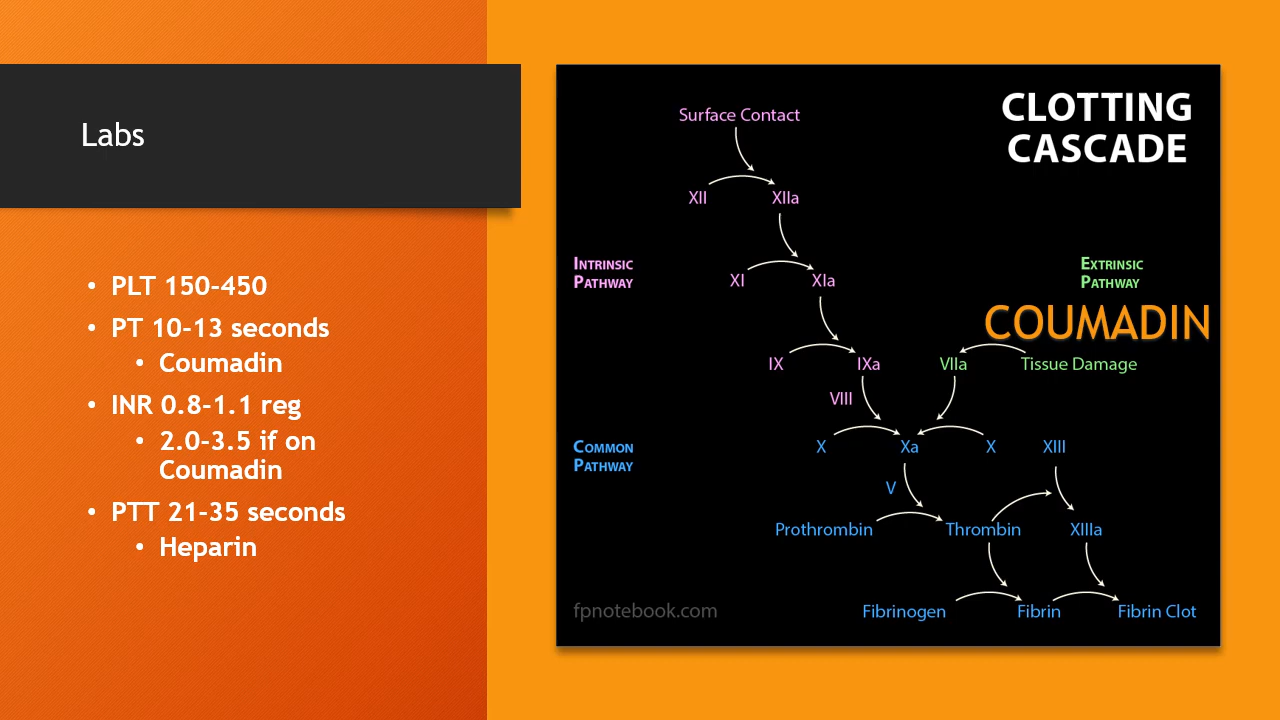 Labs
• PLT 150-450
• PT 10-13 seconds
• Coumadin
• INR 0.8-1.1 reg
• 2.0-3.5 if on
Coumadin
• PTT 21-35 seconds
• Heparin
CLOTTING
CASCADE
Surface Contact
XII XIIa
INTRINSIC
PATHWAY
XI XIa
EXTRINSIC
PATHWAY
COUMADIN
IX IXa VIIa Tissue Damage
VIII
COMMON
PATHWAY
X Xa X XIII
V
Prothrombin Thrombin XIIIa
fpnotebook.com
Fibrinogen Fibrin Fibrin Clot